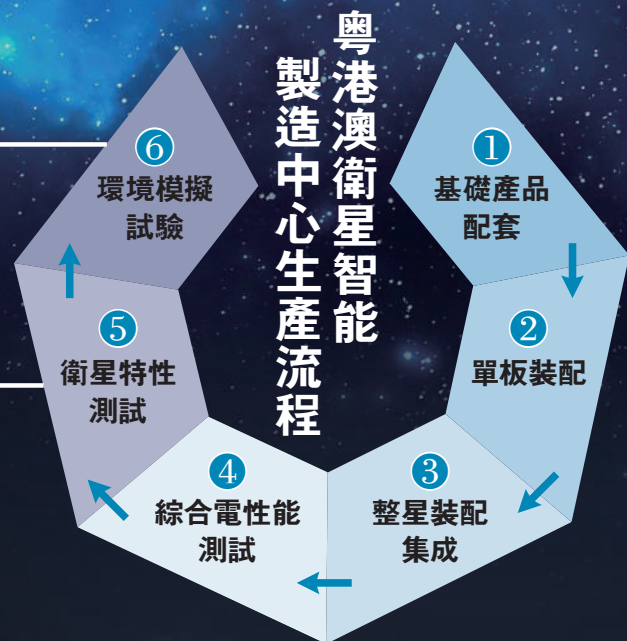 粵港澳衛星智能
製造中心生產流程
❶
基礎產品
配套
❷
單板裝配
❸
整星裝配
集成
❹
綜合電性能
測試
❺
衛星特性
測試
❻
環境模擬
試驗